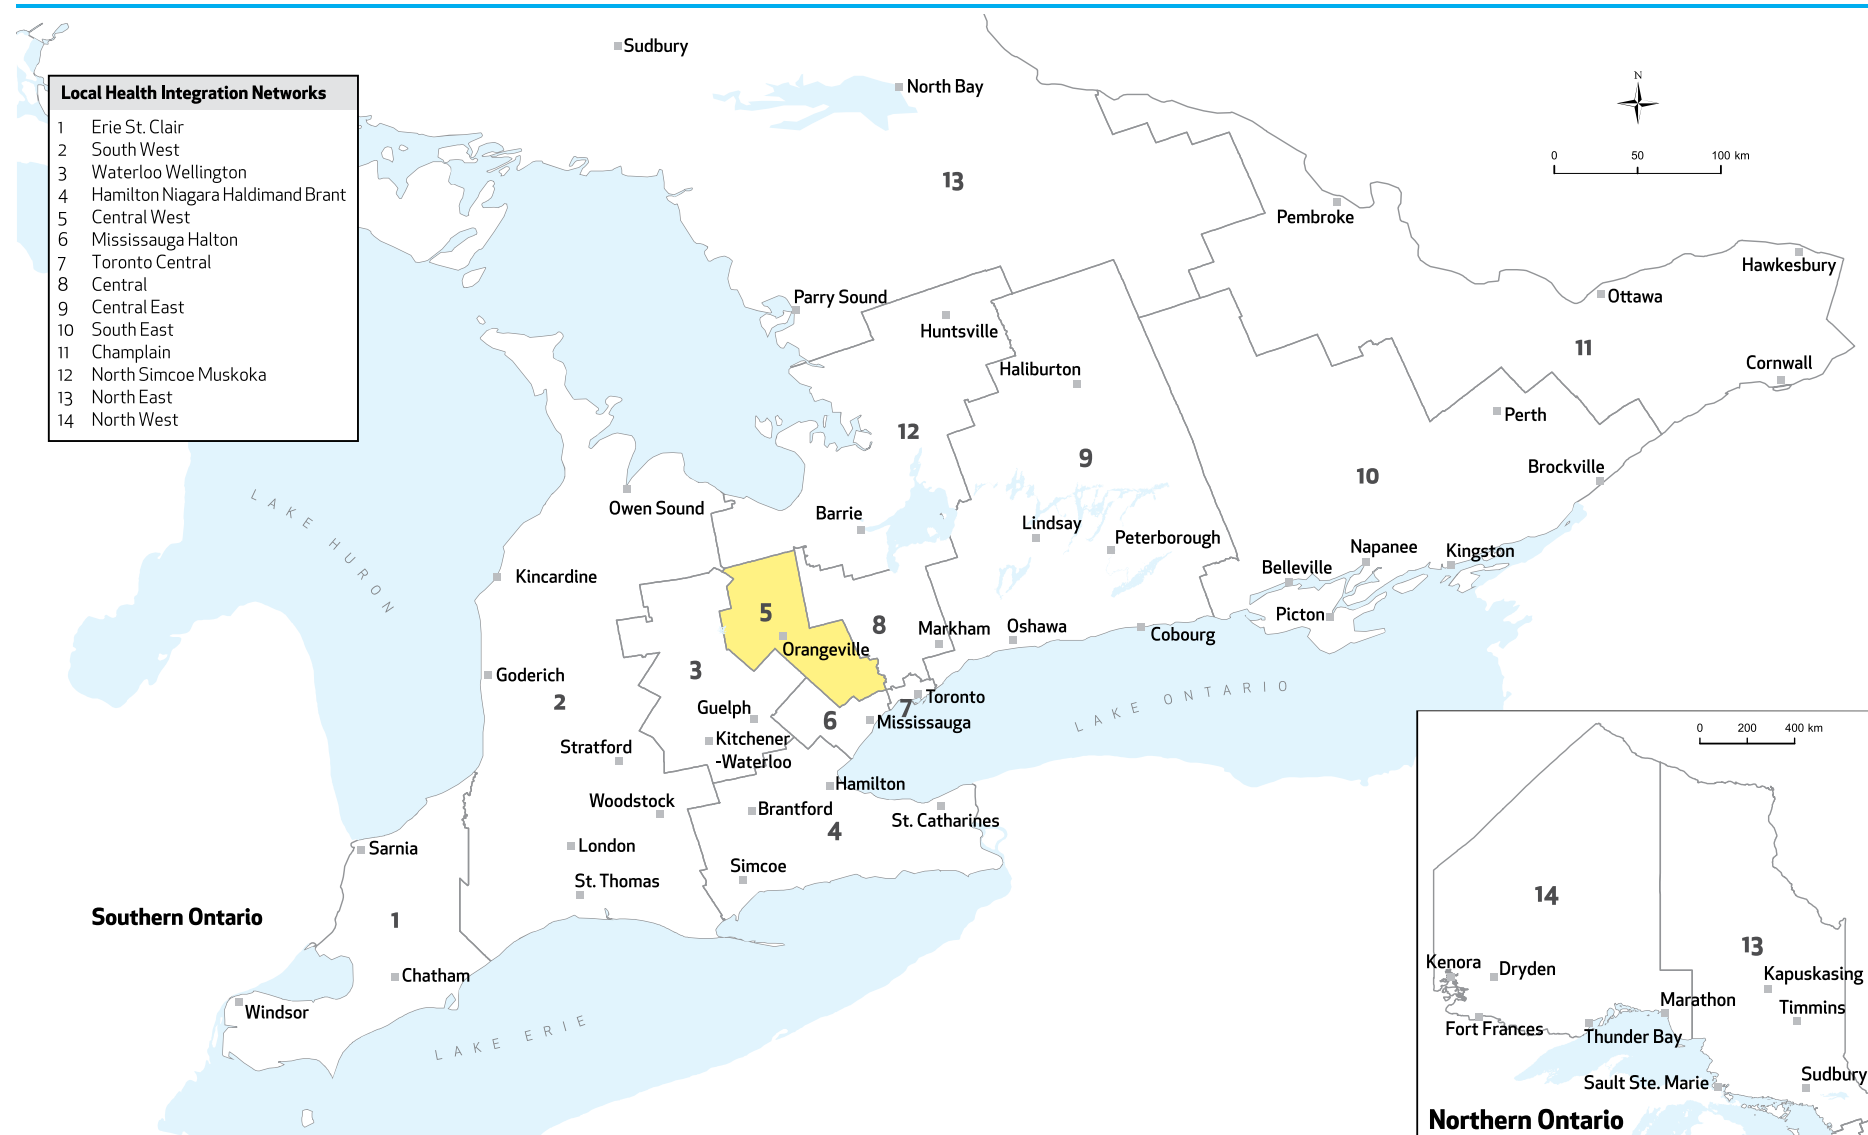 Sudbury
North Bay
N
Local Health Integration Networks
1 Erie St. Clair
2 South West
3 Waterloo Wellington
4 Hamilton Niagara Haldimand Brant
5 Central West
6 Mississauga Halton
7 Toronto Central
8 Central
9 Central East
10 South East
11 Champlain
12 North Simcoe Muskoka
13 North East
14 North West
0 50 100 km
13
Pembroke
Hawkesbury
Parry Sound
Ottawa
Huntsville
11
Haliburton
Cornwall
Perth
12
9
10
Brockville
LAKE HURON
Owen Sound
Barrie
Lindsay
Peterborough
Napanee
Kingston
Belleville
Kincardine
5
Picton
8
Markham
Oshawa
Cobourg
Orangeville
3
Goderich
2
Toronto
7
LAKE ONTARIO
Guelph
6
Mississauga
Kitchener
-Waterloo
Stratford
0 200 400 km
Hamilton
Woodstock
Brantford
St. Catharines
4
London
Sarnia
Simcoe
St. Thomas
Southern Ontario
1
14
13
Chatham
Kenora
Dryden
Kapuskasing
Windsor
Marathon
Timmins
LAKE ERIE
Fort Frances
Thunder Bay
Sault Ste. Marie
Sudbury
Northern Ontario